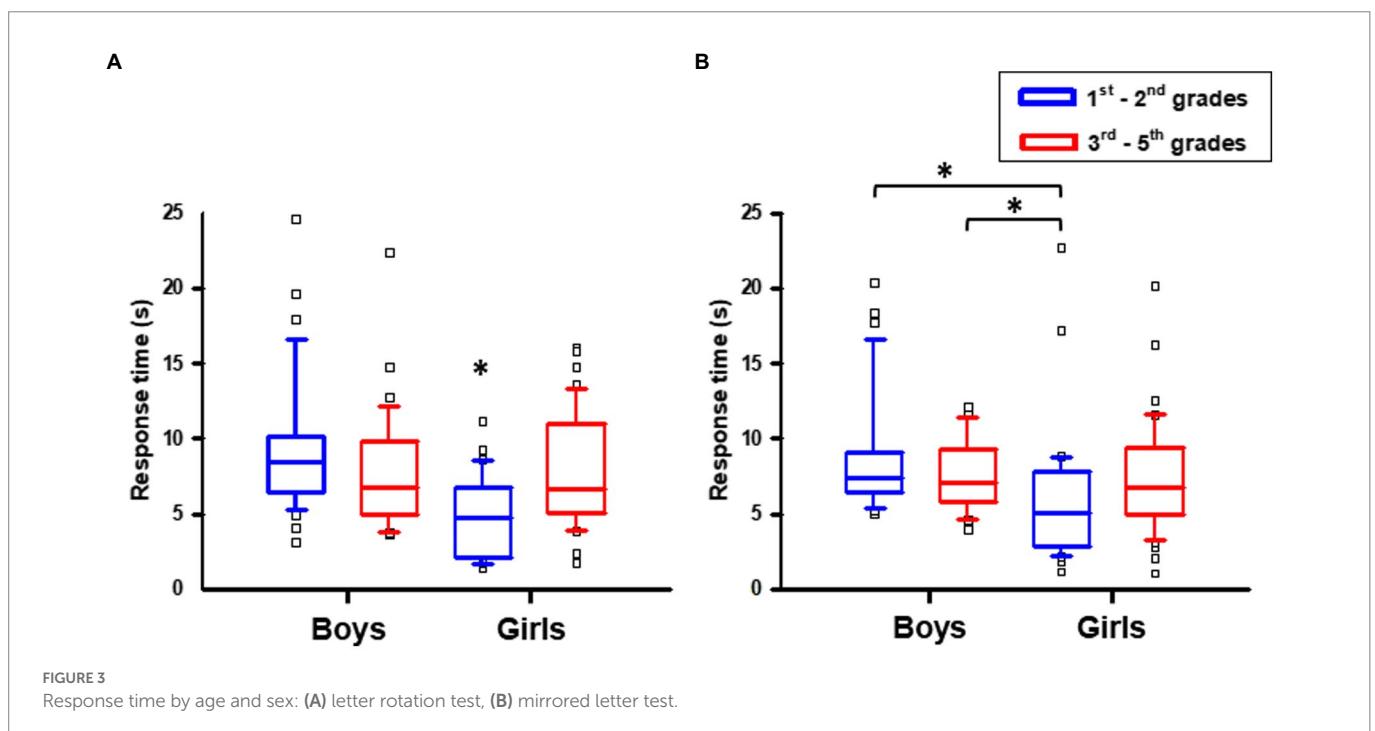 A
B
1st - 2nd grades
3rd - 5th grades
*
*
25
20
15
10
5
0
Response time (s)
*
Boys
Girls
25
20
15
10
5
0
Response time (s)
Boys
Girls
FIGURE 3
Response time by age and sex: (A) letter rotation test, (B) mirrored letter test.